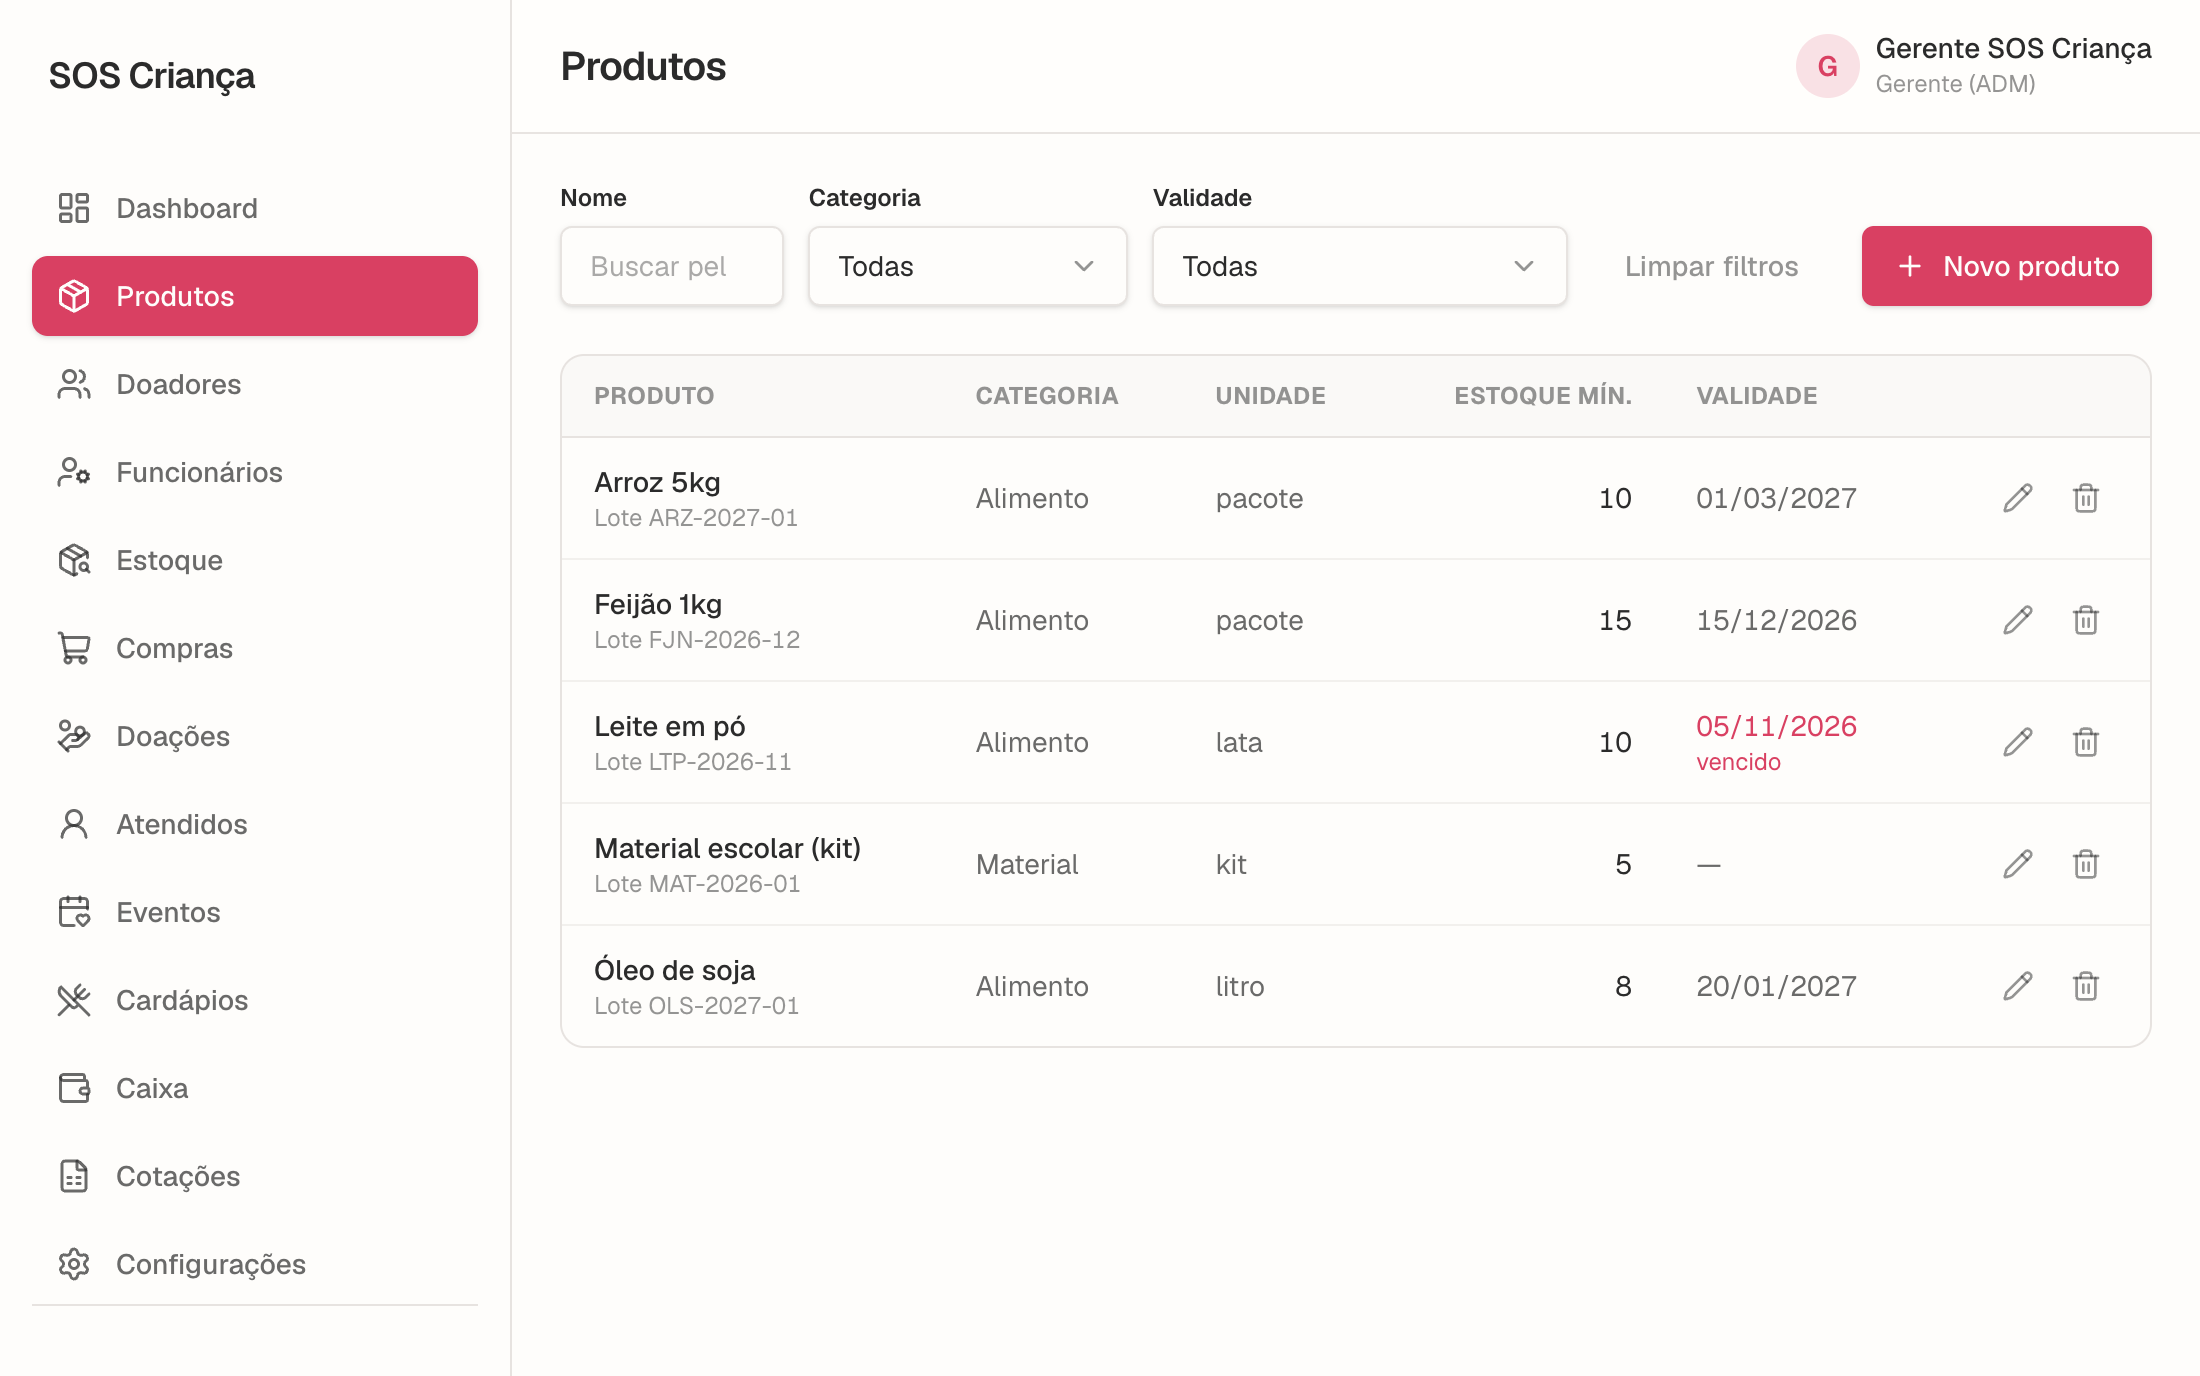 SOS Criança
Dashboard
Produtos
Doadores
Funcionários
Estoque
Compras
Doações
Atendidos
Eventos
Cardápios
Caixa
Cotações
Configurações
Produtos
G
Gerente SOS Criança
Gerente (ADM)
Nome
Categoria
Validade
Buscar pel
Todas
Todas
Limpar filtros
+ Novo produto
PRODUTO CATEGORIA UNIDADE ESTOQUE MÍN. VALIDADE
Arroz 5kg
Lote ARZ-2027-01
Alimento pacote 10 01/03/2027
Feijão 1kg
Lote FJN-2026-12
Alimento pacote 15 15/12/2026
Leite em pó
Lote LTP-2026-11
Alimento lata 10 05/11/2026
vencido
Material escolar (kit)
Lote MAT-2026-01
Material kit 5 —
Óleo de soja
Lote OLS-2027-01
Alimento litro 8 20/01/2027